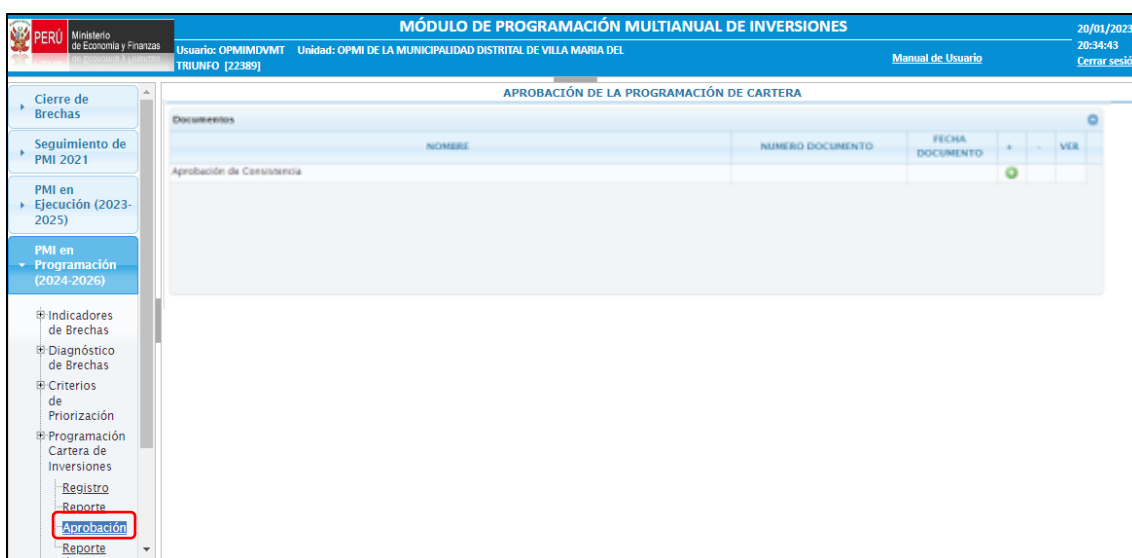 PERÚ
Ministerio
de Economía y Finanzas
MÓDULO DE PROGRAMACIÓN MULTIANUAL DE INVERSIONES
20/01/2023
20:34:43
Usuario: OPMIMDVMT Unidad: OPMI DE LA MUNICIPALIDAD DISTRITAL DE VILLA MARIA DEL
TRIUNFO [22389]
Manual de Usuario
Cerrar sesió
Cierre de
Brechas
Seguimiento de
PMI 2021
PMI en
Ejecución (2023-
2025)
PMI en
Programación
(2024-2026)
Indicadores
de Brechas
Diagnóstico
de Brechas
Criterios
de
Priorización
Programación
Cartera de
Inversiones
Registro
Reporte
Aprobación
Reporte
APROBACIÓN DE LA PROGRAMACIÓN DE CARTERA
Documentos
NOMBRE NUMERO DOCUMENTO FECHA DOCUMENTO + - VER
Aprobación de Consistencia